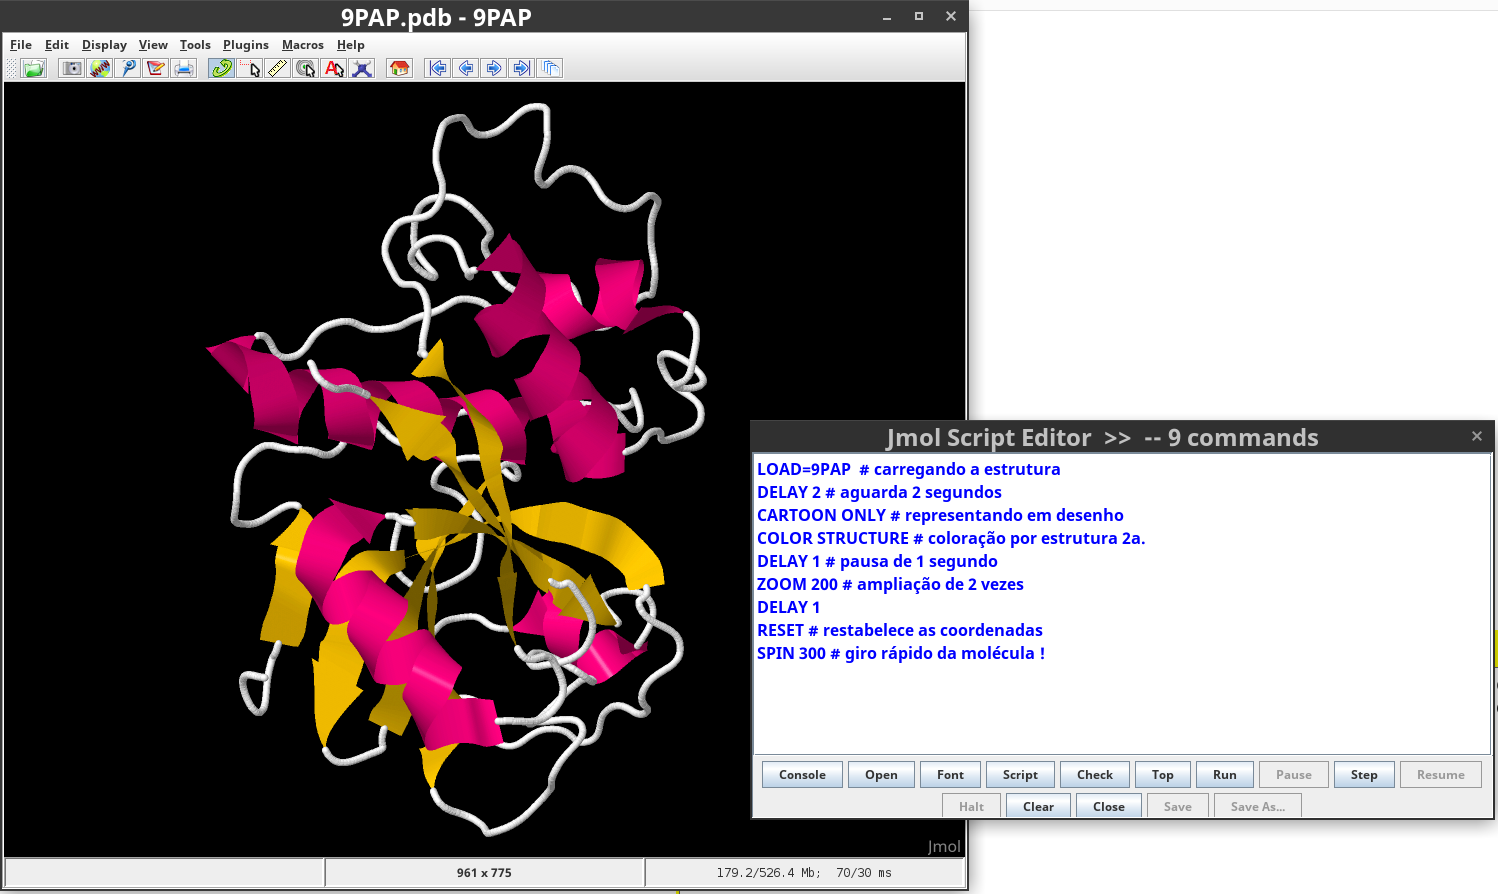 9PAP.pdb - 9PAP
File Edit Display View Tools Plugins Macros Help
Jmol
961 x 775
179.2/526.4 Mb; 70/30 ms
Jmol Script Editor >> -- 9 commands
LOAD=9PAP # carregando a estrutura
DELAY 2 # aguarda 2 segundos
CARTOON ONLY # representando em desenho
COLOR STRUCTURE # coloração por estrutura 2a.
DELAY 1 # pausa de 1 segundo
ZOOM 200 # ampliação de 2 vezes
DELAY 1
RESET # restabelece as coordenadas
SPIN 300 # giro rápido da molécula !
Console Open Font Script Check Top Run Pause Step Resume
Halt Clear Close Save Save As...